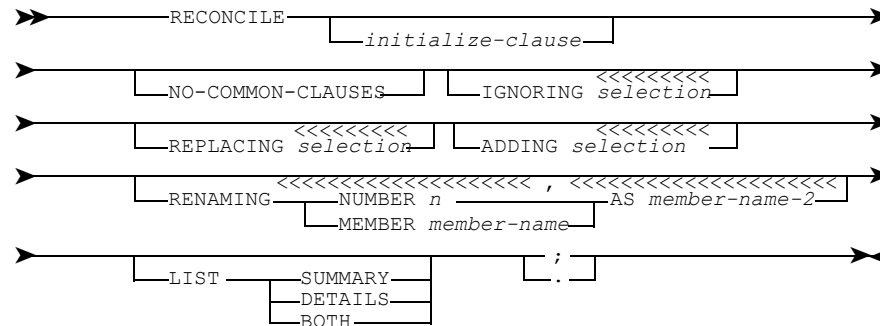 RECONCILE
initialize-clause
<<<<<<<<<
NO-COMMON-CLAUSES IGNORING selection
<<<<<<<<< <<<<<<<<<
REPLACING selection ADDING selection
<<<<<<<<<<<<<<<<<<<<< , <<<<<<<<<<<<<<<<<<<<<<
RENAMING NUMBER n AS member-name-2
MEMBER member-name
;
LIST SUMMARY .
DETAILS
BOTH